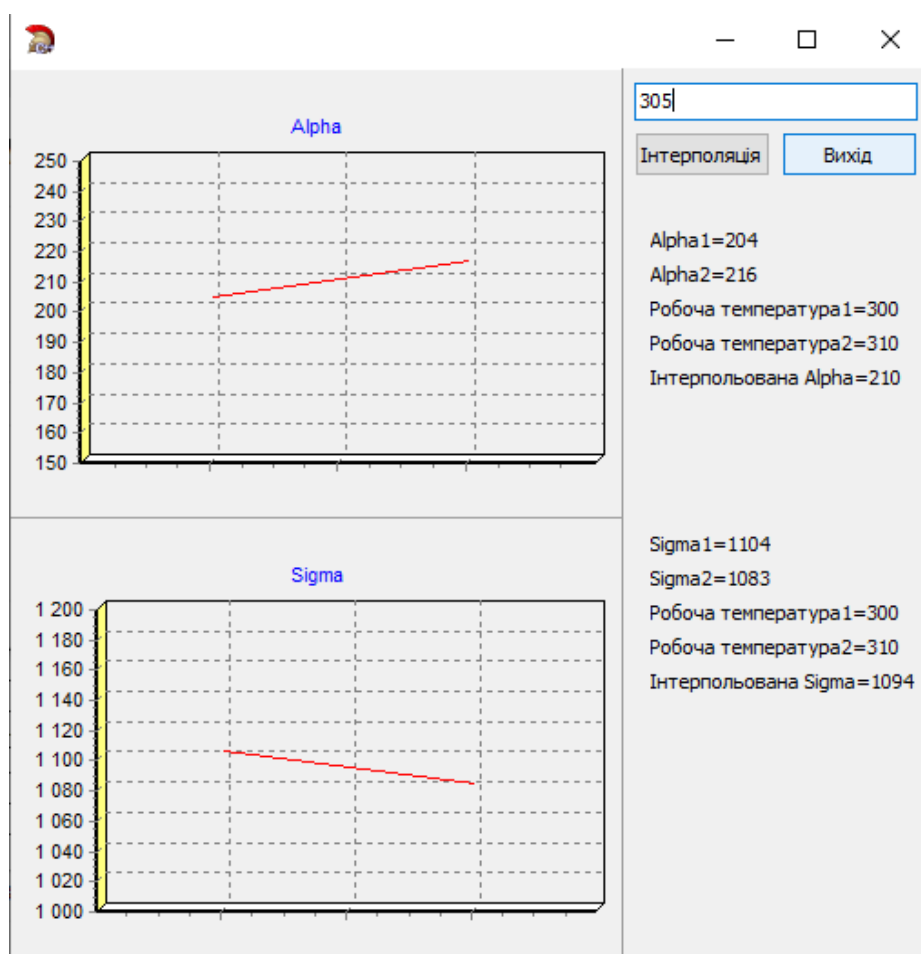 305
Інтерполяція Вихід
Alpha
250
240
230
220
210
200
190
180
170
160
150
Alpha1=204
Alpha2=216
Робоча температура1=300
Робоча температура2=310
Інтерпольована Alpha=210
Sigma
1 200
1 180
1 160
1 140
1 120
1 100
1 080
1 060
1 040
1 020
1 000
Sigma1=1104
Sigma2=1083
Робоча температура1=300
Робоча температура2=310
Інтерпольована Sigma=1094